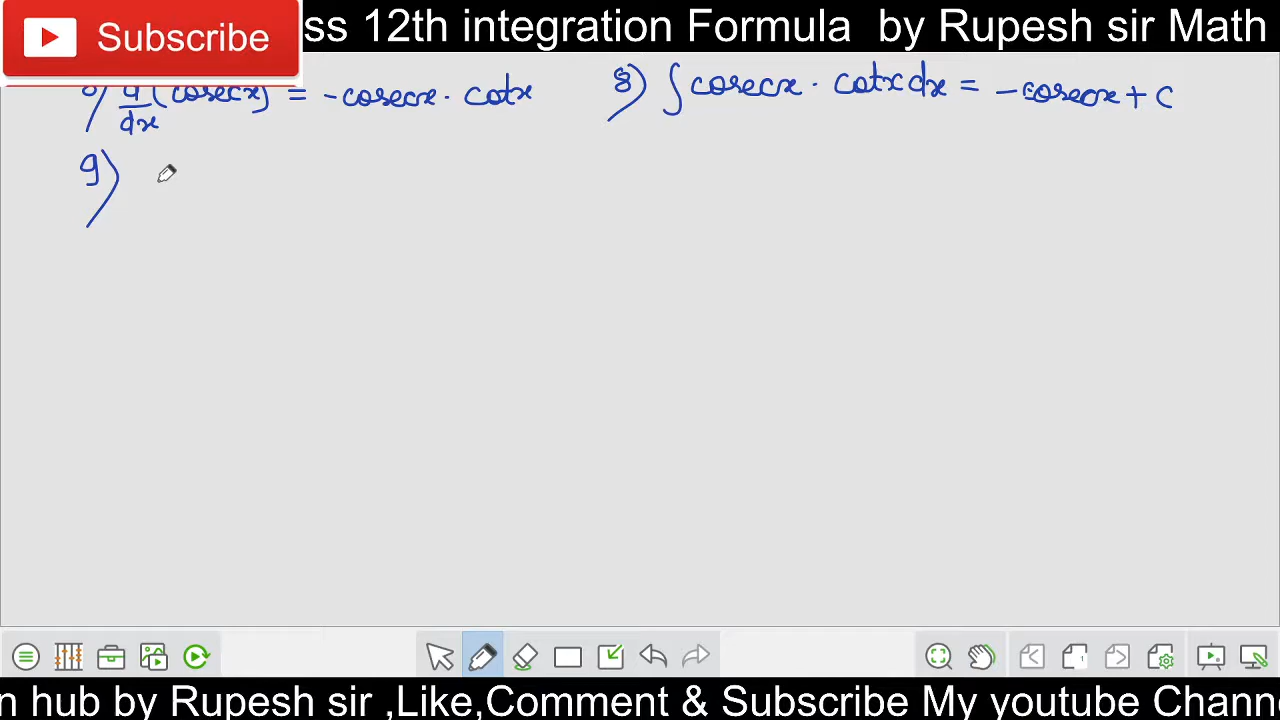 Subscribe
ss 12th integration Formula by Rupesh sir Math
8) d/dx (cosecx) = -cosecx · cotx
8) ∫ cosecx · cotx dx = -cosecx + c
9)
n hub by Rupesh sir ,Like,Comment & Subscribe My youtube Chann